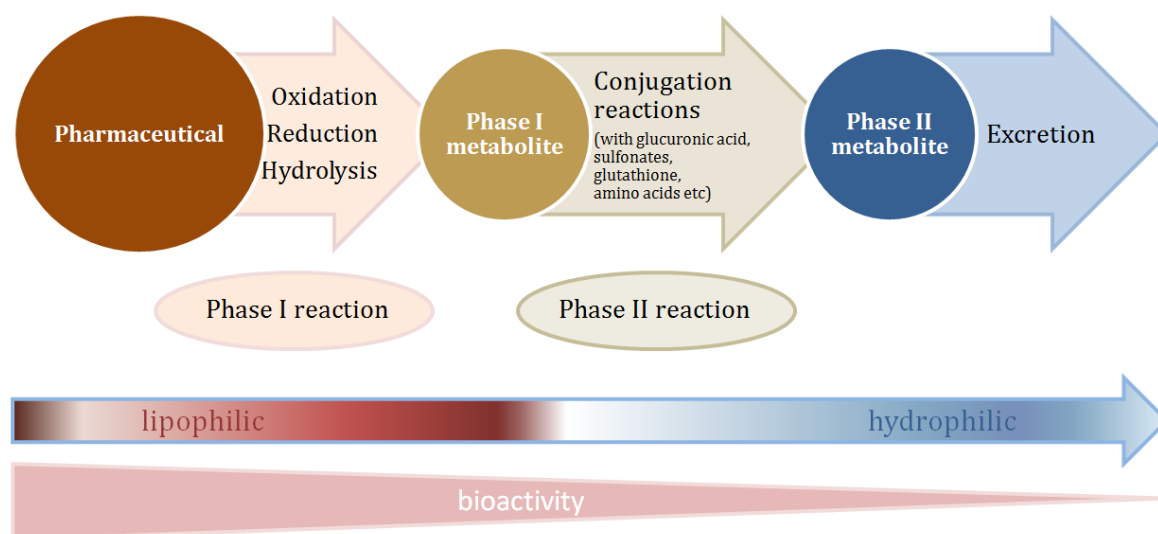 Pharmaceutical
Oxidation
Reduction
Hydrolysis
Phase I
metabolite
Conjugation
reactions
(with glucuronic acid,
sulfonates,
glutathione,
amino acids etc)
Phase II
metabolite
Excretion
Phase I reaction
Phase II reaction
lipophilic
hydrophilic
bioactivity